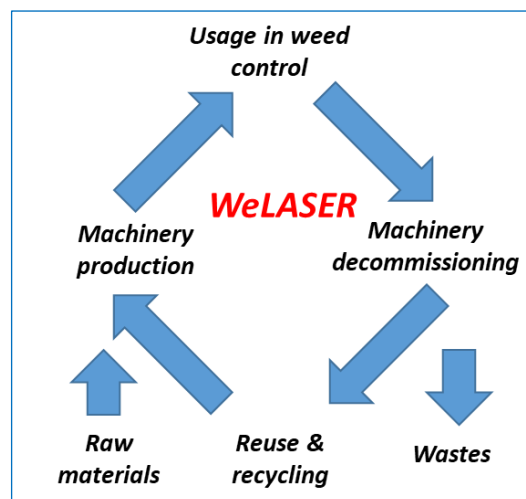 Usage in weed
control
WeLASER
Machinery
production
Machinery
decommissioning
Raw
materials
Reuse &
recycling
Wastes